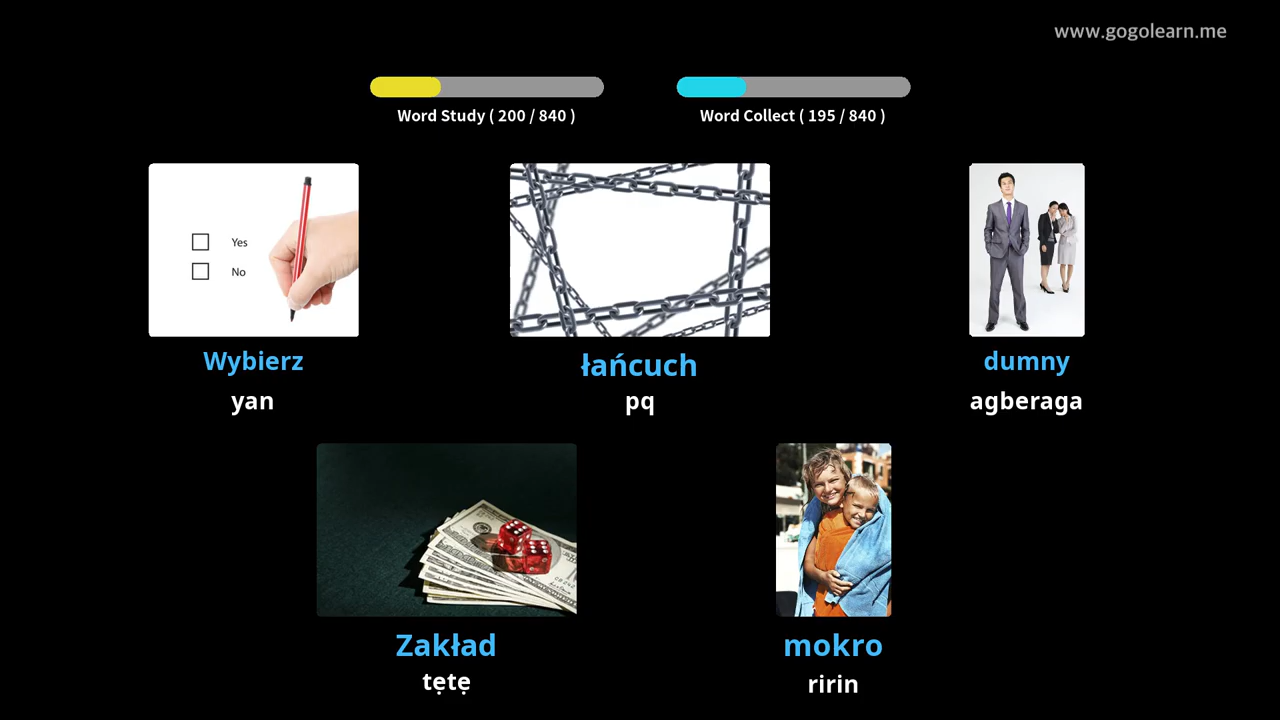 www.gogolearn.me
Word Study ( 200 / 840 )
Word Collect ( 195 / 840 )
Yes
No
Wybierz
yan
łańcuch
pq
dumny
agberaga
Zakład
tẹtẹ
mokro
ririn